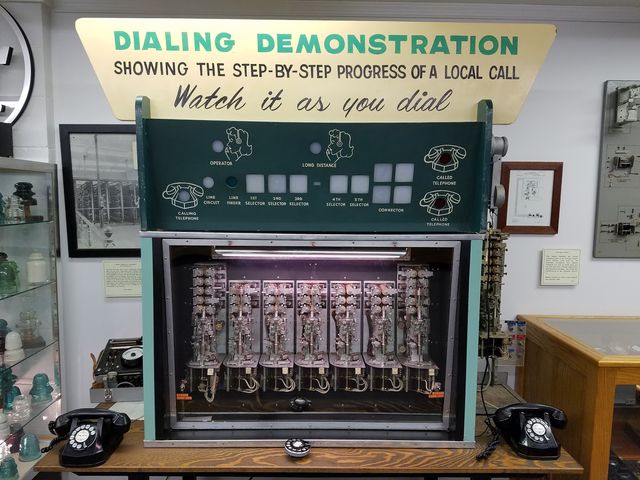 DIALING DEMONSTRATION
SHOWING THE STEP-BY-STEP PROGRESS OF A LOCAL CALL
Watch it as you dial
OPERATOR
LONG DISTANCE
CALLED
TELEPHONE
CALLING
TELEPHONE
LINE
CIRCUIT
LINE
FINDER
1ST
SELECTOR
2ND
SELECTOR
3RD
SELECTOR
4TH
SELECTOR
5TH
SELECTOR
CONNECTOR
CALLED
TELEPHONE